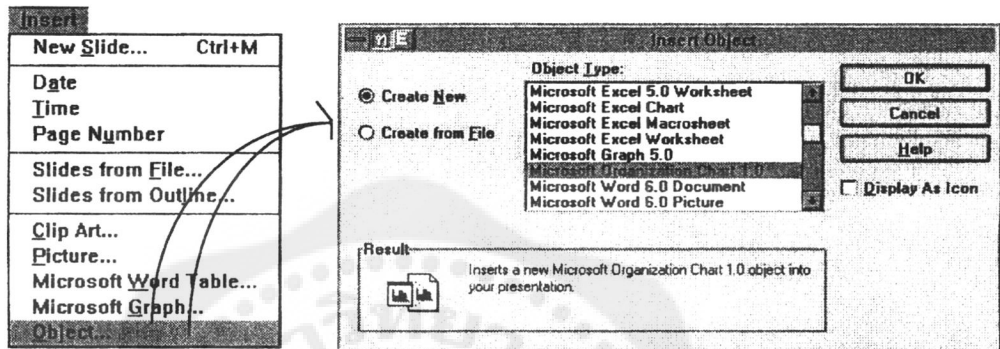 Insert
New Slide... Ctrl+M
Date
Time
Page Number
Slides from File...
Slides from Outline...
Clip Art...
Picture...
Microsoft Word Table...
Microsoft Graph...
Object...
Insert Object
Create New
Create from File
Object Type:
Microsoft Excel 5.0 Worksheet
Microsoft Excel Chart
Microsoft Excel Macrosheet
Microsoft Excel Worksheet
Microsoft Graph 5.0
Microsoft Organization Chart 1.0
Microsoft Word 6.0 Document
Microsoft Word 6.0 Picture
OK
Cancel
Help
Display As Icon
Result
Inserts a new Microsoft Organization Chart 1.0 object into
your presentation.